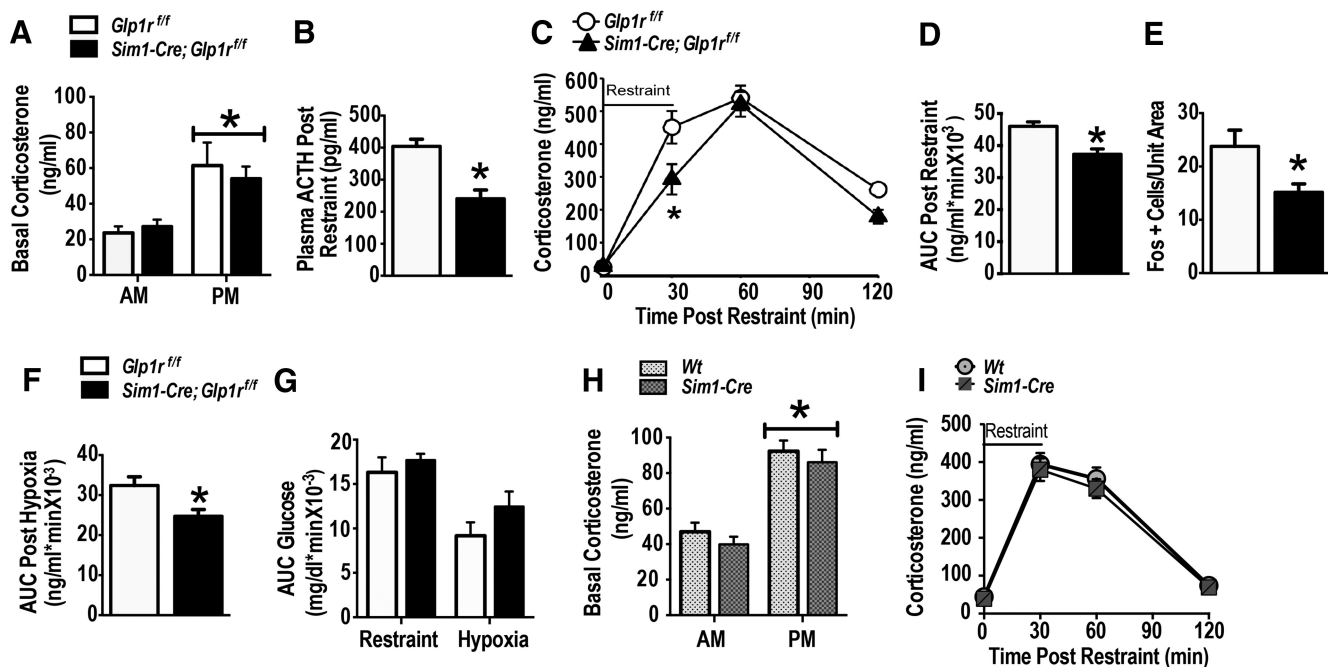 A
Glp1r f/f
Sim1-Cre; Glp1r f/f
Basal Corticosterone
(ng/ml)
100
80
60
40
20
0
*
AM
PM
B
Plasma ACTH Post
Restraint (pg/ml)
500
400
300
200
100
0
*
C
Glp1r f/f
Sim1-Cre; Glp1r f/f
Corticosterone (ng/ml)
600
500
400
300
200
100
0
Restraint
*
0
30
60
90
120
Time Post Restraint (min)
D
AUC Post Restraint
(ng/ml*minX10³)
50
40
30
20
10
0
*
E
Fos + Cells/Unit Area
30
20
10
0
*
F
Glp1r f/f
Sim1-Cre; Glp1r f/f
AUC Post Hypoxia
(ng/ml*minX10⁻³)
40
30
20
10
0
*
G
AUC Glucose
(mg/dl*minX10⁻³)
20
15
10
5
0
Restraint
Hypoxia
H
Wt
Sim1-Cre
Basal Corticosterone
(ng/ml)
100
80
60
40
20
0
*
AM
PM
I
Wt
Sim1-Cre
Corticosterone (ng/ml)
500
400
300
200
100
0
Restraint
0
30
60
90
120
Time Post Restraint (min)